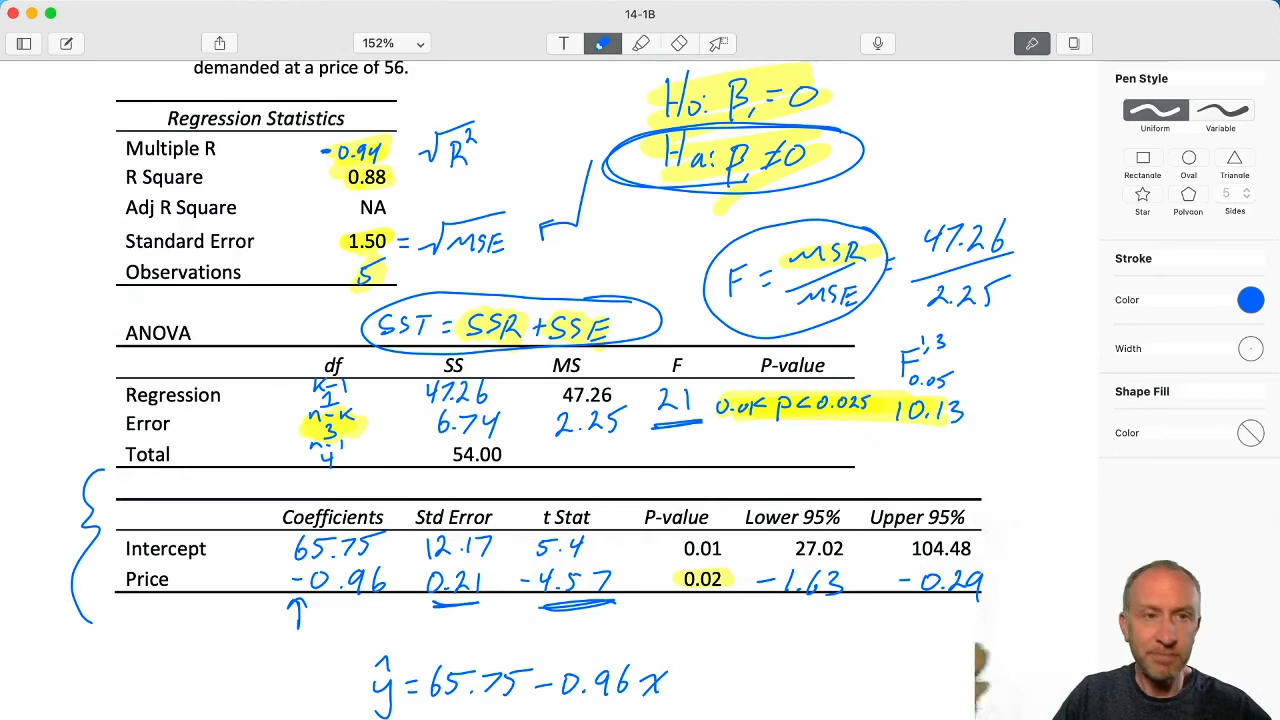 14-1B
152%
T
demanded at a price of 56.
H₀: β₁ = 0
Hₐ: β₁ ≠ 0
Regression Statistics
Multiple R -0.94 √R²
R Square 0.88
Adj R Square NA
Standard Error 1.50 = √MSE
Observations 5
F = MSR / MSE = 47.26 / 2.25
SST = SSR + SSE
ANOVA
F 1,3 0.05
df SS MS F P-value
k-1
Regression 1 47.26 47.26 21 0.01< p < 0.025 10.13
n-k
Error 3 6.74 2.25
n-1
Total 4 54.00
Coefficients Std Error t Stat P-value Lower 95% Upper 95%
Intercept 65.75 12.17 5.4 0.01 27.02 104.48
Price -0.96 0.21 -4.57 0.02 -1.63 -0.29
ŷ = 65.75 - 0.96x
Pen Style
Uniform Variable
Rectangle Oval Triangle
5
Star Polygon Sides
Stroke
Color
Width
Shape Fill
Color